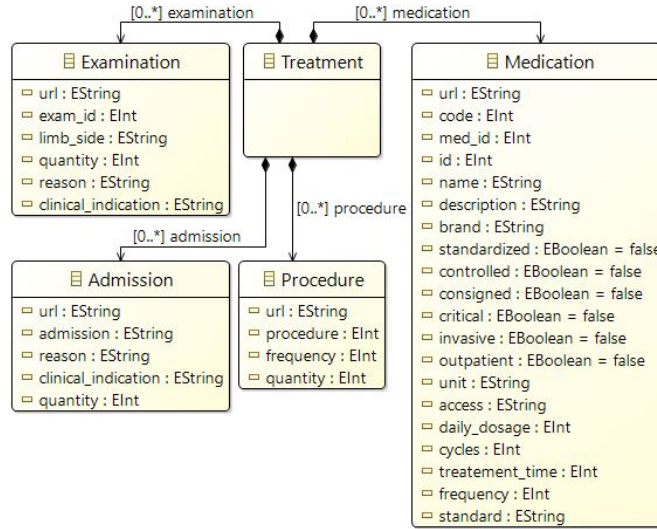 [0..*] examination
[0..*] medication
Examination
url : EString
exam_id : EInt
limb_side : EString
quantity : EInt
reason : EString
clinical_indication : EString
Treatment
Medication
url : EString
code : EInt
med_id : EInt
id : EInt
name : EString
description : EString
brand : EString
standardized : EBoolean = false
controlled : EBoolean = false
consigned : EBoolean = false
critical : EBoolean = false
invasive : EBoolean = false
outpatient : EBoolean = false
unit : EString
access : EString
daily_dosage : EInt
cycles : EInt
treatement_time : EInt
frequency : EInt
standard : EString
[0..*] procedure
[0..*] admission
Admission
url : EString
admission : EString
reason : EString
clinical_indication : EString
quantity : EInt
Procedure
url : EString
procedure : EInt
frequency : EInt
quantity : EInt